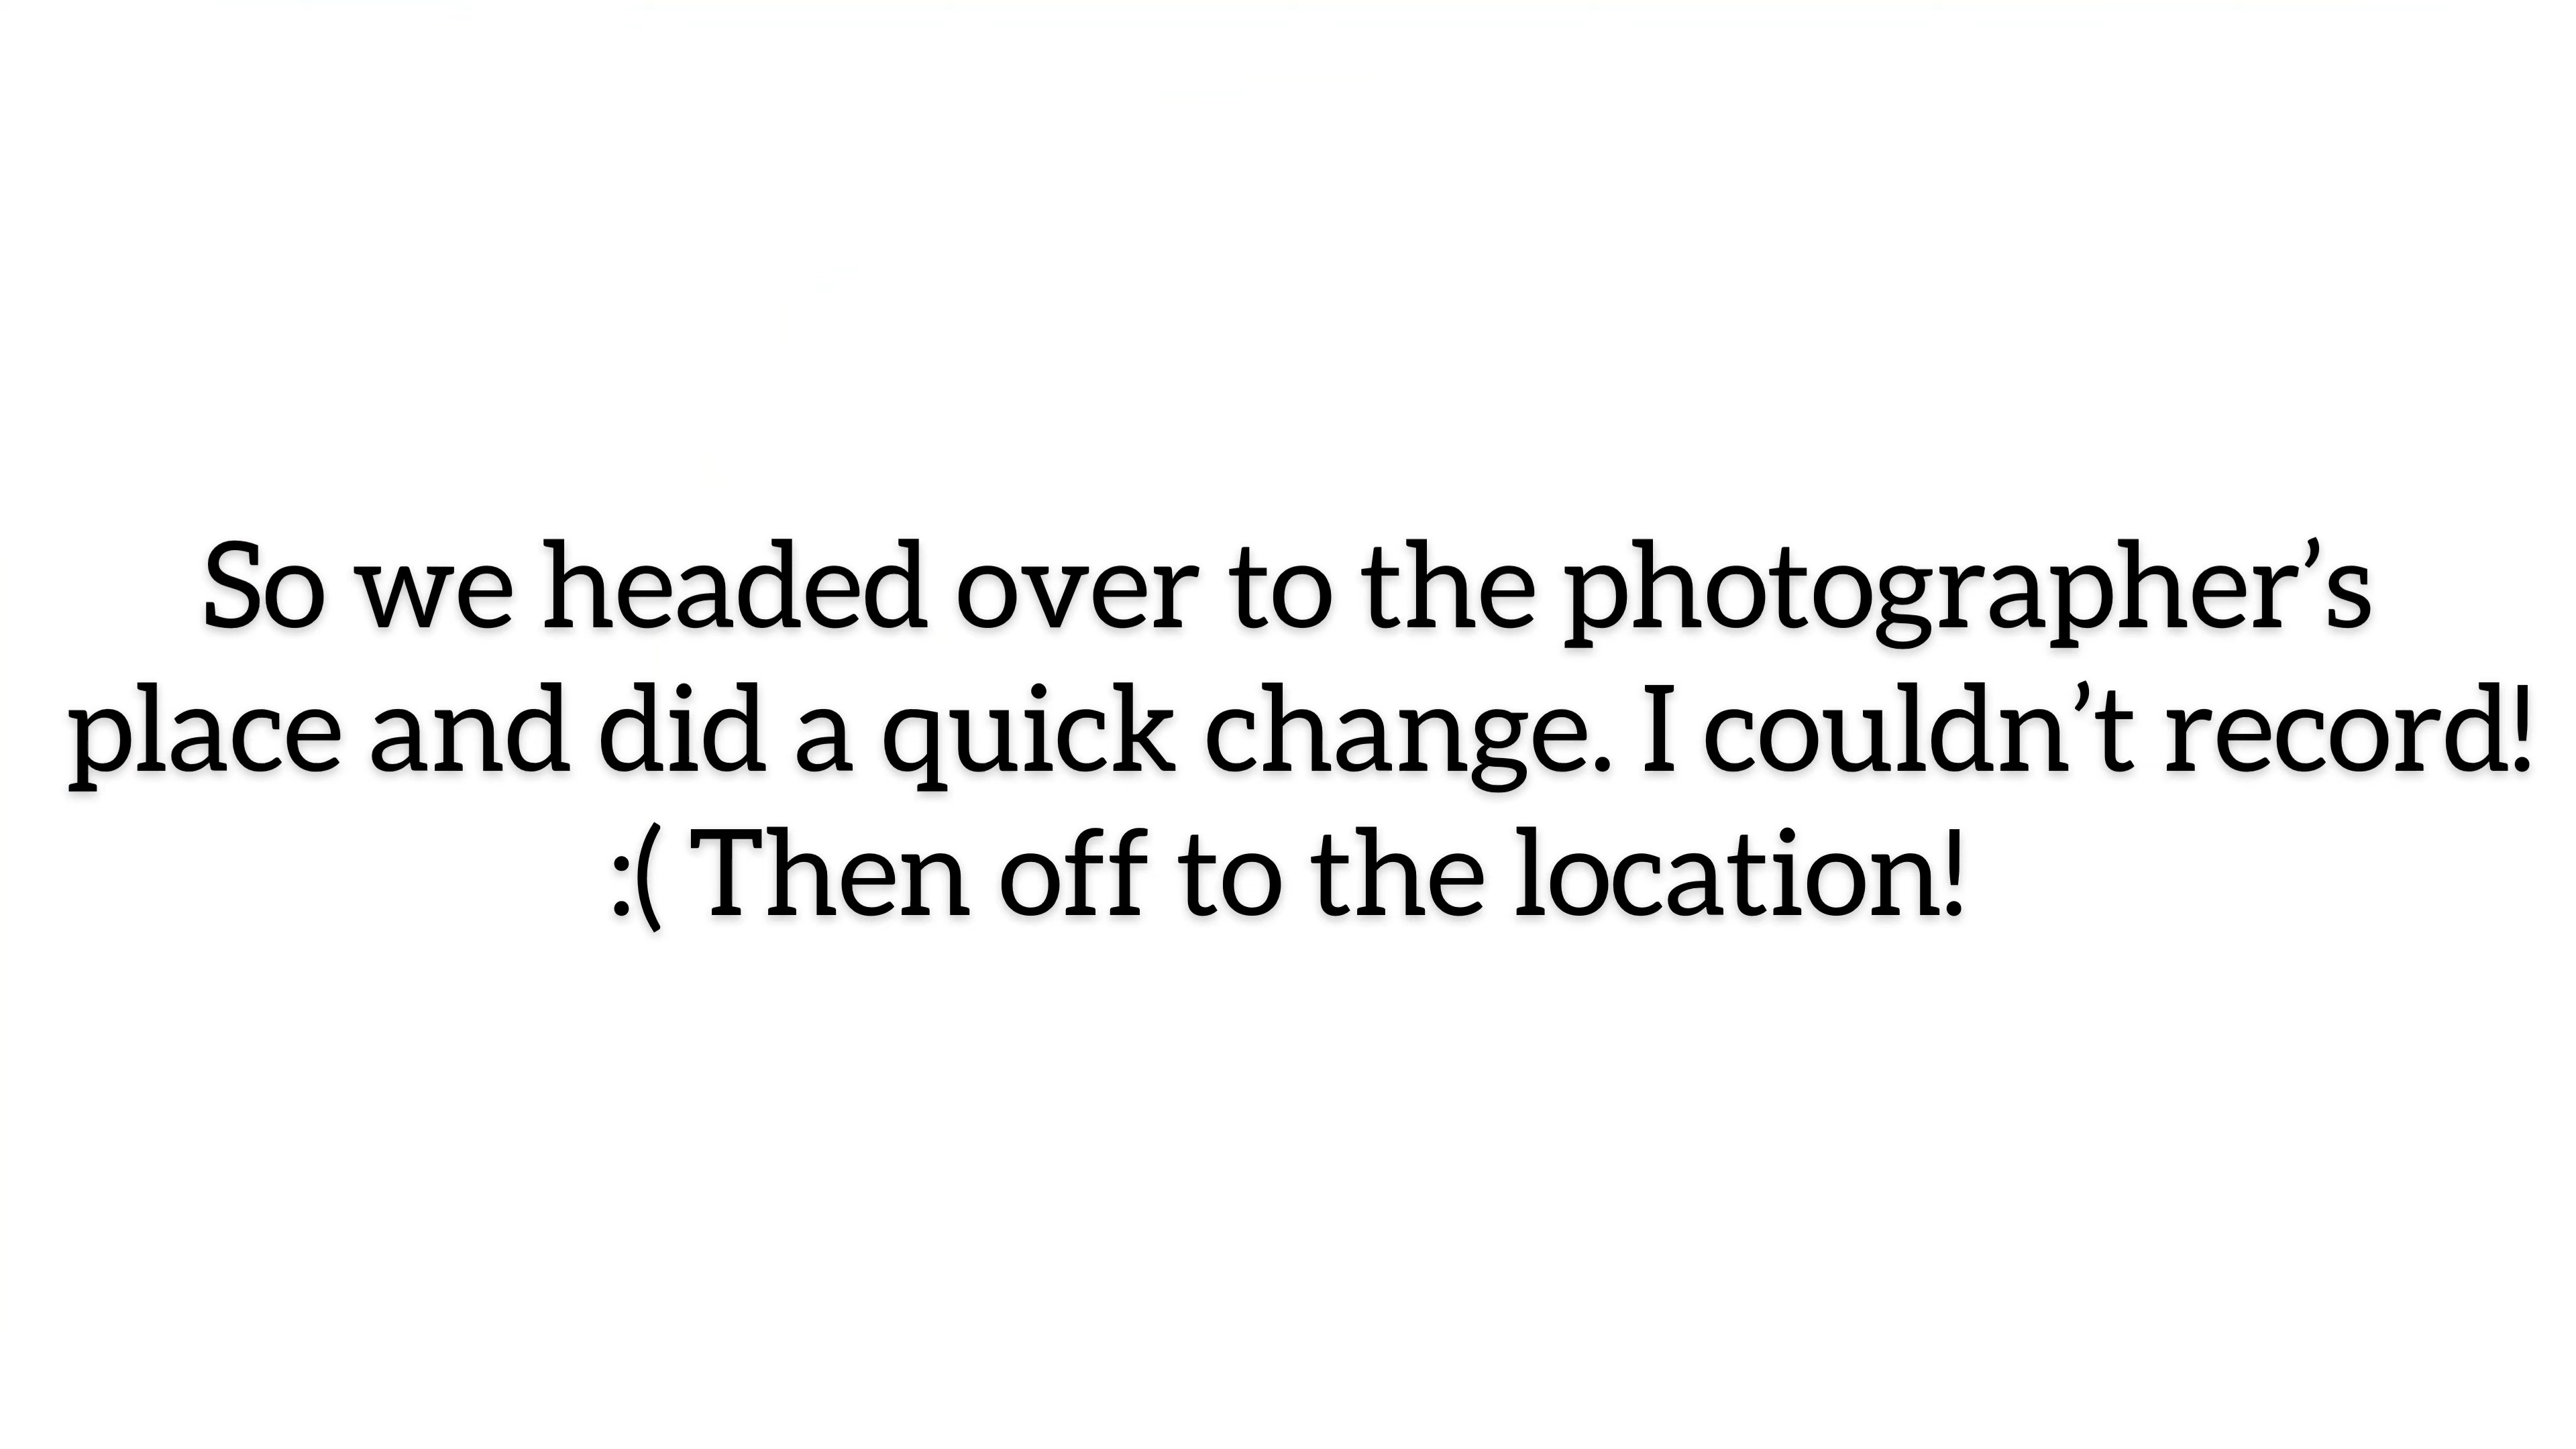 So we headed over to the photographer’s
place and did a quick change. I couldn’t record!
:( Then off to the location!